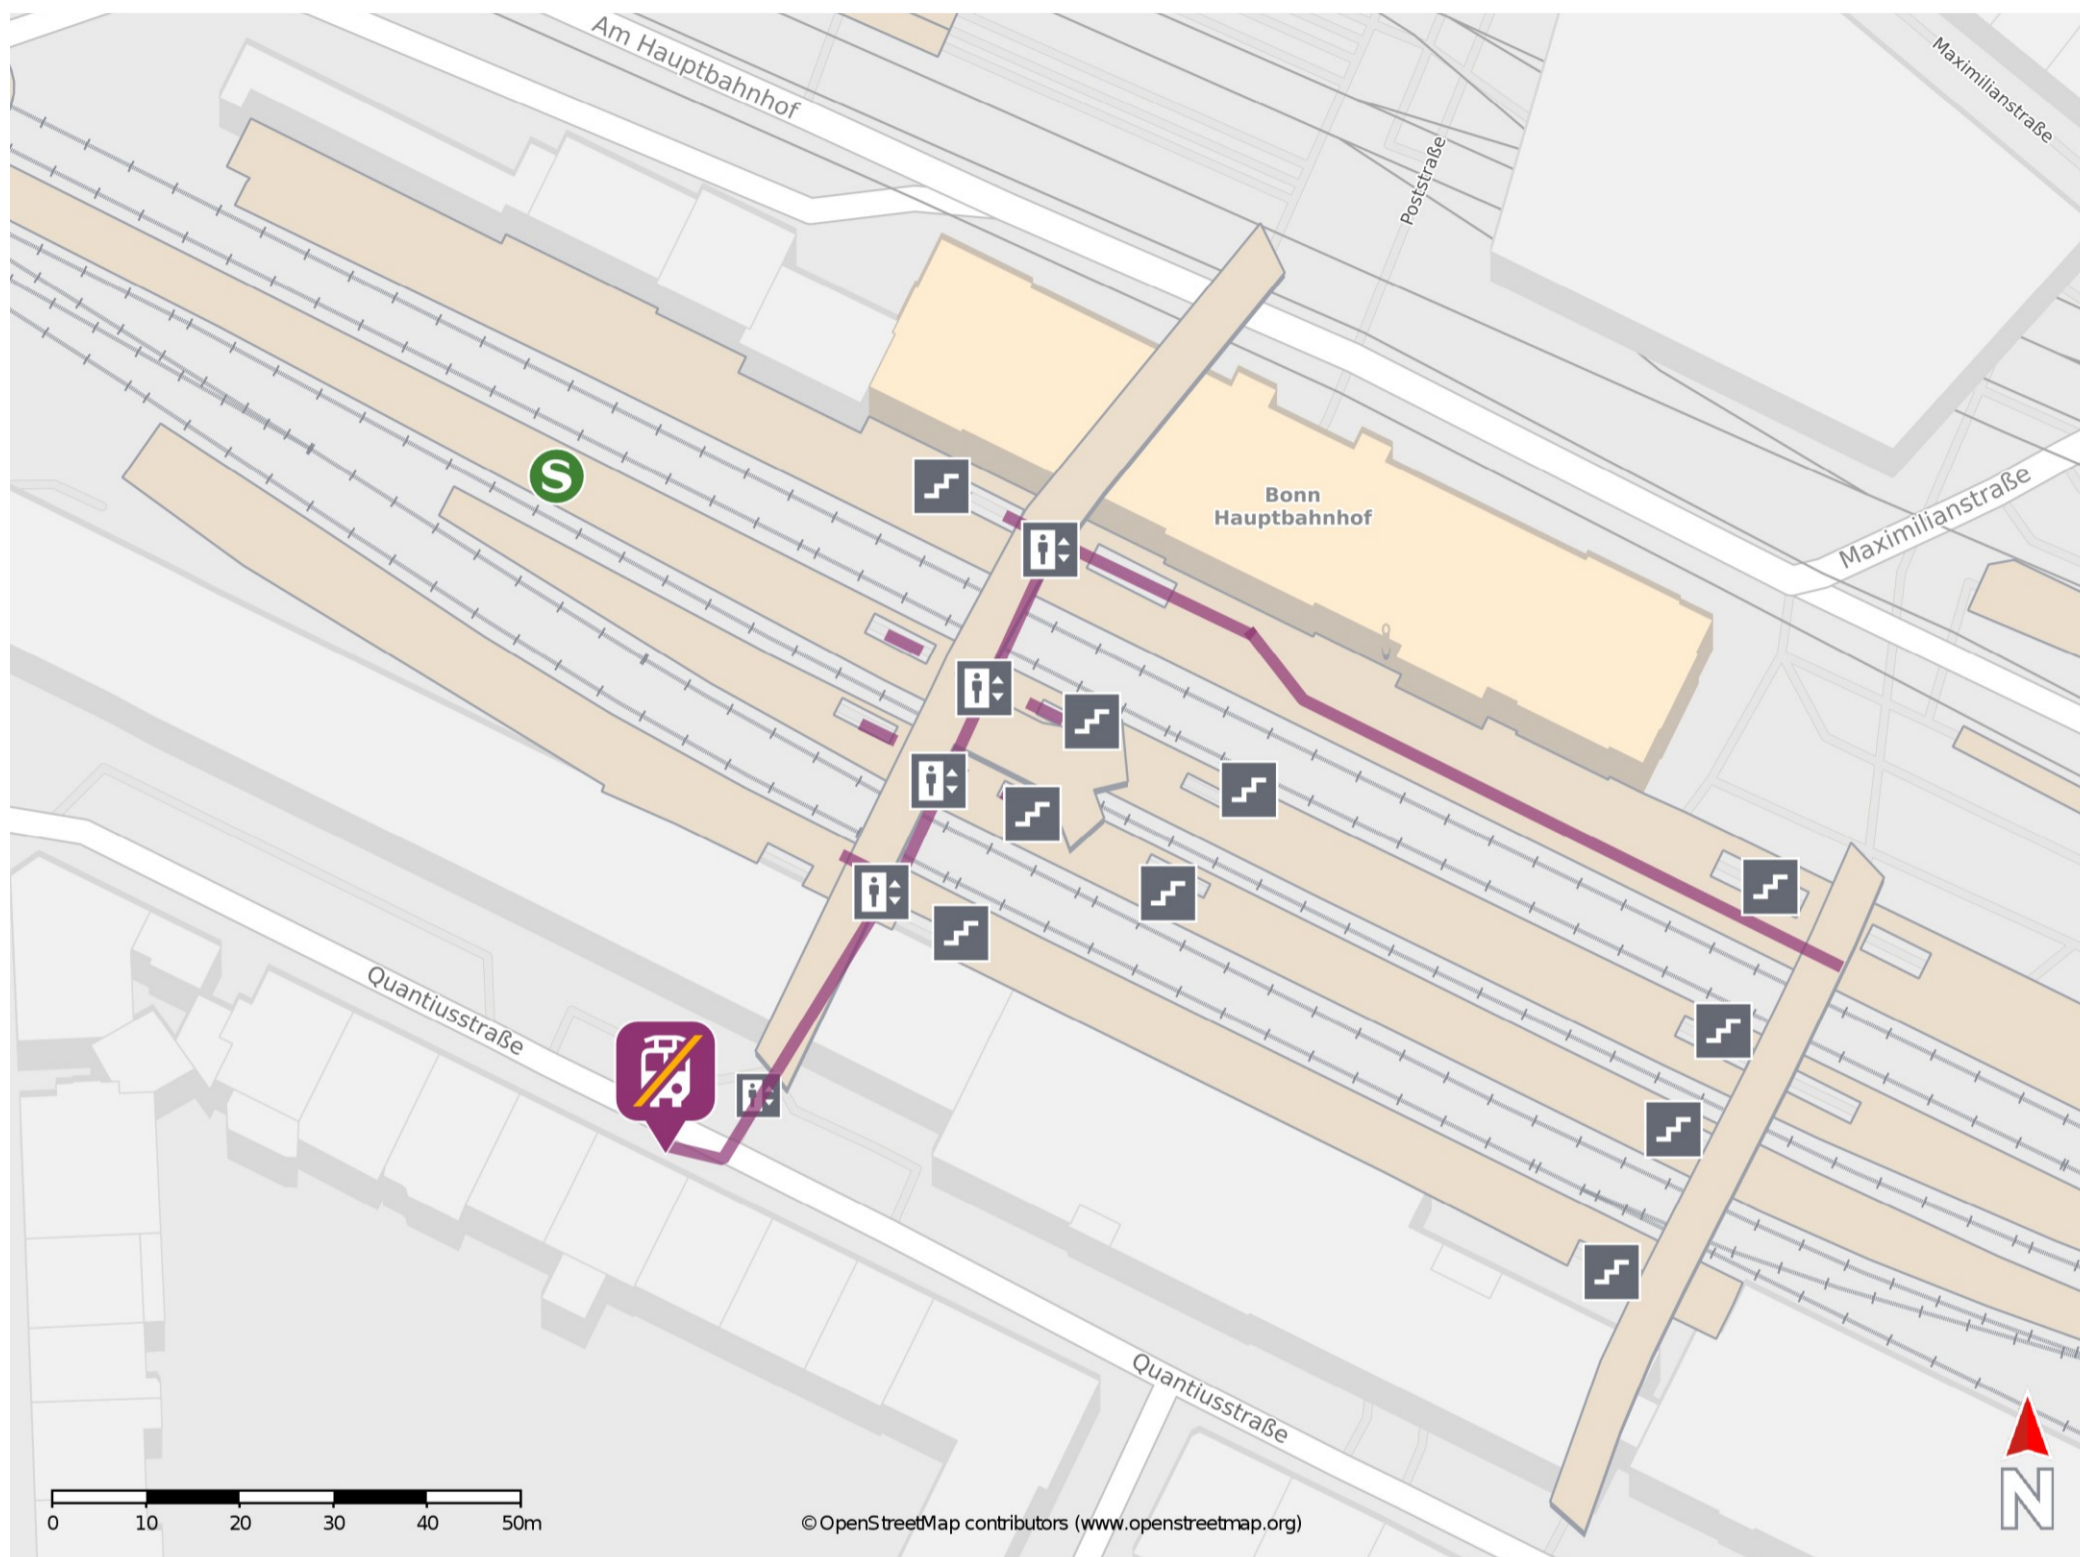 Am Hauptbahnhof
Maximilianstraße
Poststraße
S
Bonn
Hauptbahnhof
Maximilianstraße
Quantiusstraße
Quantiusstraße
N
0 10 20 30 40 50m
© OpenStreetMap contributors (www.openstreetmap.org)